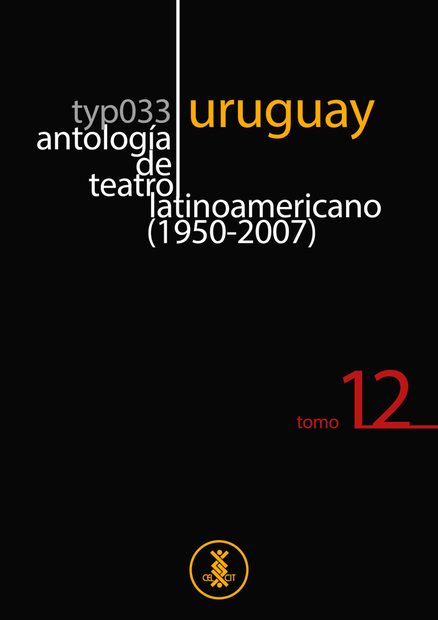 typ033 uruguay
antología
de
teatro
latinoamericano
(1950-2007)
tomo 12
CELCIT